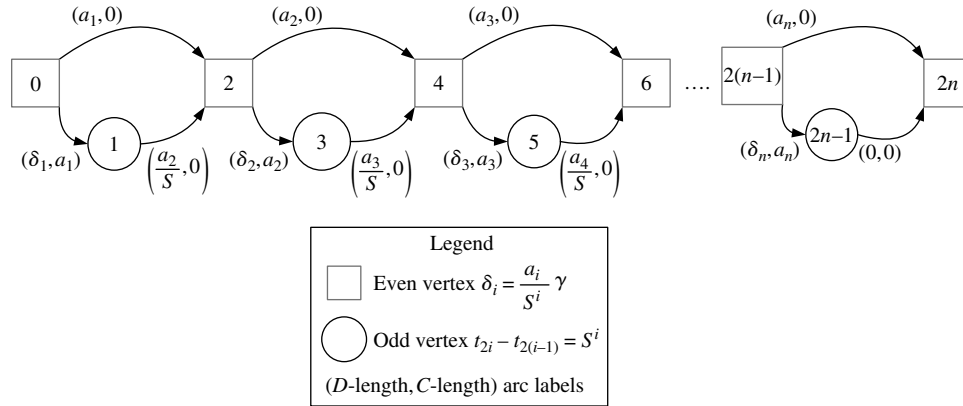 (a₁, 0) (a₂, 0) (a₃, 0) (aₙ, 0)
0 2 4 6 .... 2(n−1) 2n
1 3 5 2n−1
(δ₁, a₁) (a₂/S, 0) (δ₂, a₂) (a₃/S, 0) (δ₃, a₃) (a₄/S, 0) (δₙ, aₙ) (0, 0)
Legend
Even vertex δᵢ = aᵢ/Sⁱ γ
Odd vertex t₂ᵢ − t₂₍ᵢ₋₁₎ = Sⁱ
(D-length, C-length) arc labels